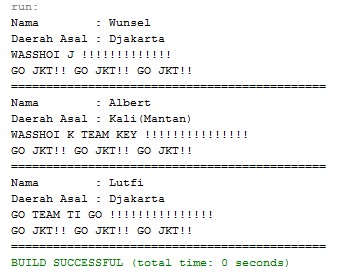 run:
Nama        : Wunsel
Daerah Asal : Djakarta
WASSHOI J !!!!!!!!!!!!!
GO JKT!! GO JKT!! GO JKT!!
=============================================
Nama        : Albert
Daerah Asal : Kali(Mantan)
WASSHOI K TEAM KEY !!!!!!!!!!!!!!!
GO JKT!! GO JKT!! GO JKT!!
=============================================
Nama        : Lutfi
Daerah Asal : Djakarta
GO TEAM TI GO !!!!!!!!!!!!!!!
GO JKT!! GO JKT!! GO JKT!!
=============================================
BUILD SUCCESSFUL (total time: 0 seconds)